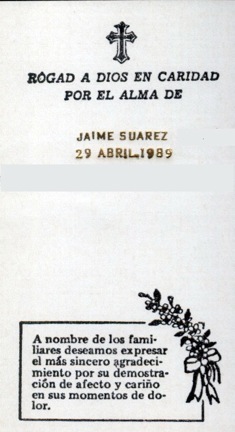 RÓGAD A DIOS EN CARIDAD
POR EL ALMA DE
JAIME SUAREZ
29 ABRIL, 1989
A nombre de los fami-
liares deseamos expresar
el más sincero agradeci-
miento por su demostra-
ción de afecto y cariño
en sus momentos de do-
lor.